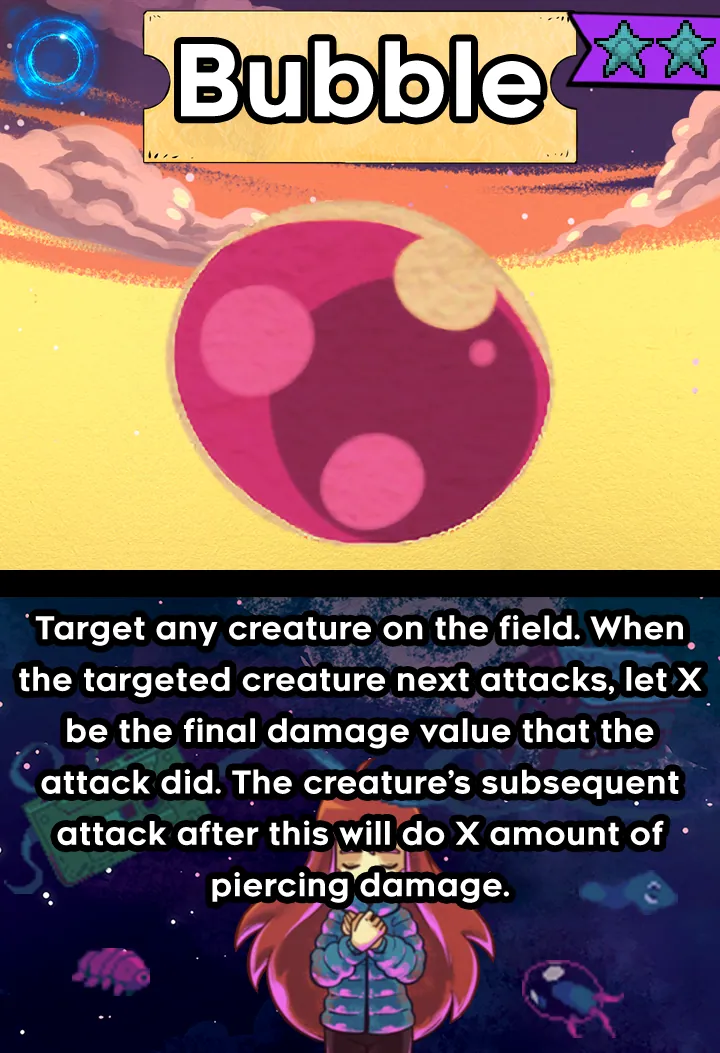 Bubble
Target any creature on the field. When
the targeted creature next attacks, let X
be the final damage value that the
attack did. The creature’s subsequent
attack after this will do X amount of
piercing damage.